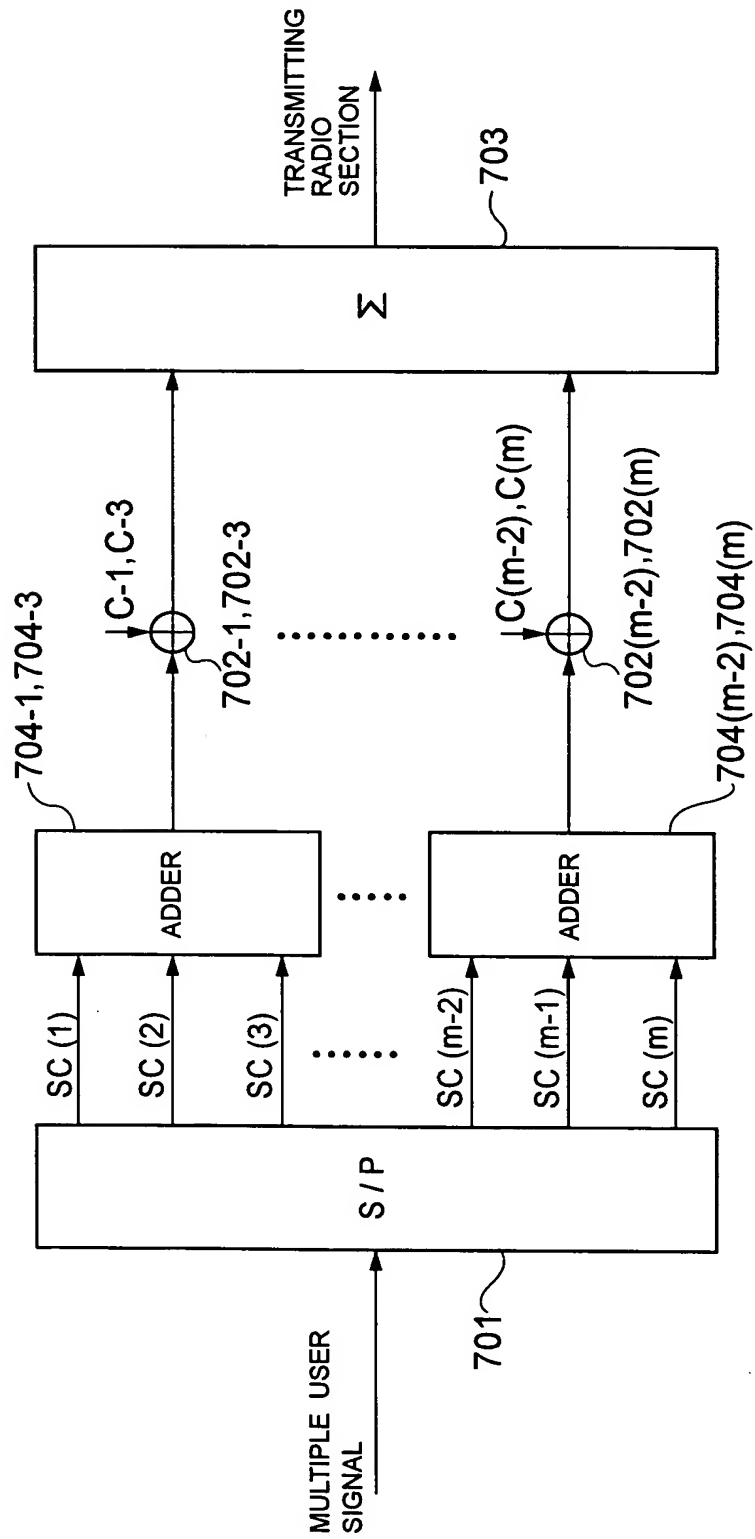 MULTIPLE USER
SIGNAL
701
S / P
SC (1)
SC (2)
SC (3)
SC (m-2)
SC (m-1)
SC (m)
704-1,704-3
ADDER
ADDER
704(m-2),704(m)
C-1,C-3
702-1,702-3
C(m-2),C(m)
702(m-2),702(m)
Σ
703
TRANSMITTING
RADIO
SECTION